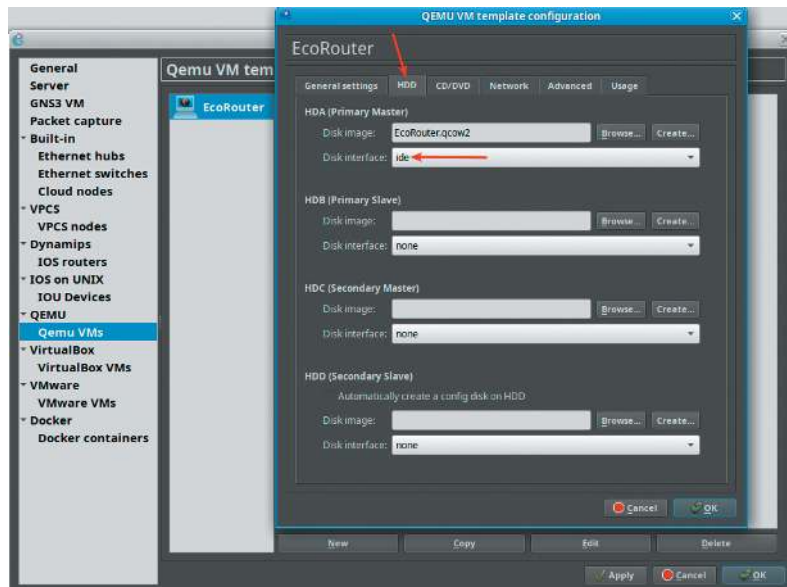 QEMU VM template configuration
EcoRouter
General settings HDD CD/DVD Network Advanced Usage
HDA (Primary Master)
Disk image: EcoRouter.qcow2 Browse... Create...
Disk interface: ide
HDB (Primary Slave)
Disk image: Browse... Create...
Disk interface: none
HDC (Secondary Master)
Disk image: Browse... Create...
Disk interface: none
HDD (Secondary Slave)
Automatically create a config disk on HDD
Disk image: Browse... Create...
Disk interface: none
Cancel OK
General
Server
GNS3 VM
Packet capture
Built-in
Ethernet hubs
Ethernet switches
Cloud nodes
VPCS
VPCS nodes
Dynamips
IOS routers
IOS on UNIX
IOU Devices
QEMU
Qemu VMs
VirtualBox
VirtualBox VMs
VMware
VMware VMs
Docker
Docker containers
Qemu VM tem
EcoRouter
New Copy Edit Delete
Apply Cancel OK